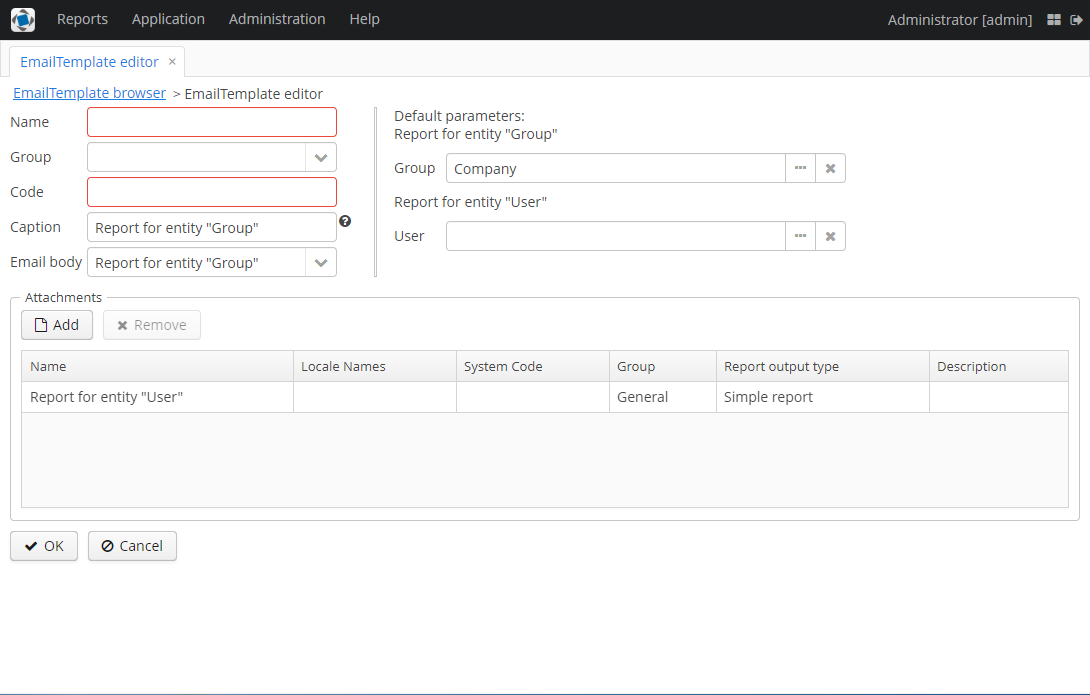 Reports Application Administration Help Administrator [admin]
EmailTemplate editor ×
EmailTemplate browser > EmailTemplate editor
Name
Group
Code
Caption Report for entity "Group"
Email body Report for entity "Group"
Default parameters:
Report for entity "Group"
Group Company
Report for entity "User"
User
Attachments
Add Remove
Name Locale Names System Code Group Report output type Description
Report for entity "User" General Simple report
OK Cancel